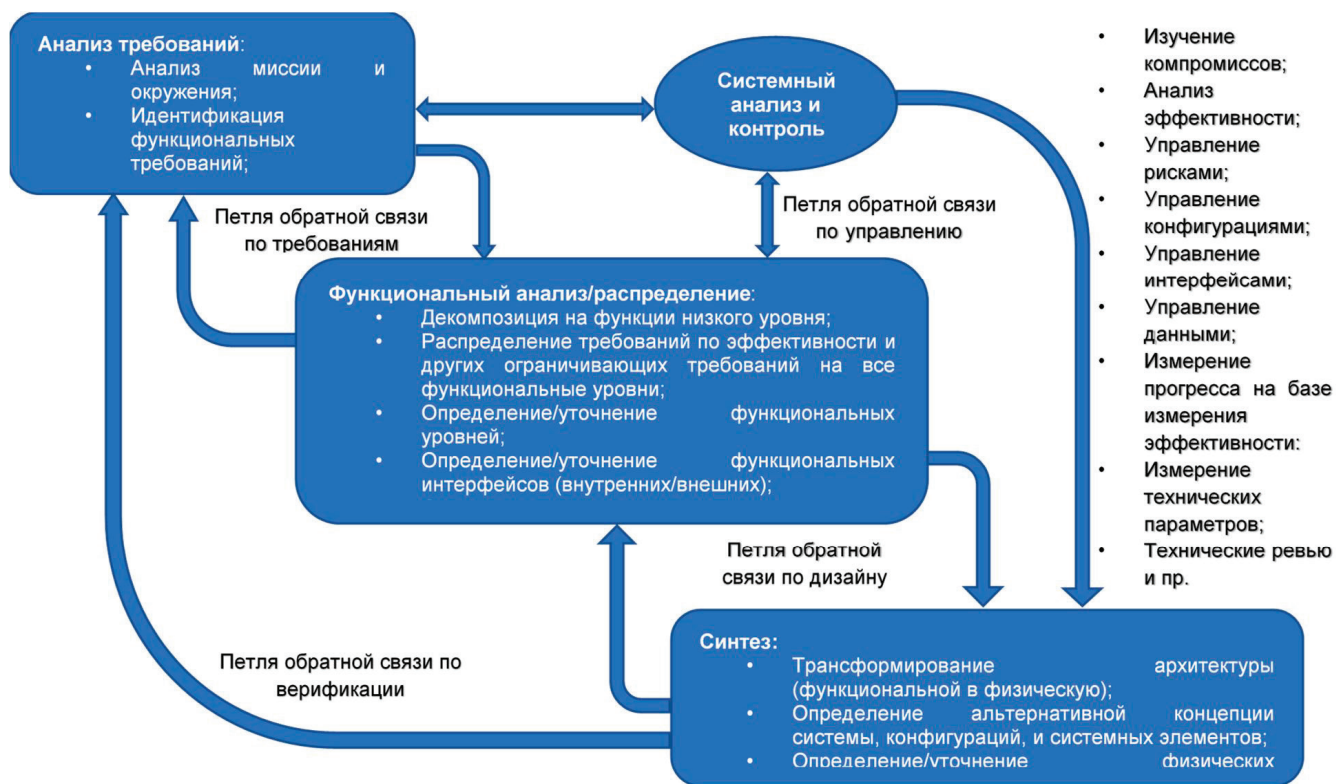 Анализ требований:
• Анализ миссии и
окружения;
• Идентификация
функциональных
требований;
Системный
анализ и
контроль
Петля обратной связи
по требованиям
Петля обратной связи
по управлению
Функциональный анализ/распределение:
• Декомпозиция на функции низкого уровня;
• Распределение требований по эффективности и
других ограничивающих требований на все
функциональные уровни;
• Определение/уточнение функциональных
уровней;
• Определение/уточнение функциональных
интерфейсов (внутренних/внешних);
Петля обратной
связи по дизайну
Петля обратной связи по
верификации
Синтез:
• Трансформирование архитектуры
(функциональной в физическую);
• Определение альтернативной концепции
системы, конфигураций, и системных элементов;
• Определение/уточнение физических
• Изучение
компромиссов;
• Анализ
эффективности;
• Управление
рисками;
• Управление
конфигурациями;
• Управление
интерфейсами;
• Управление
данными;
• Измерение
прогресса на базе
измерения
эффективности:
• Измерение
технических
параметров;
• Технические ревью
и пр.